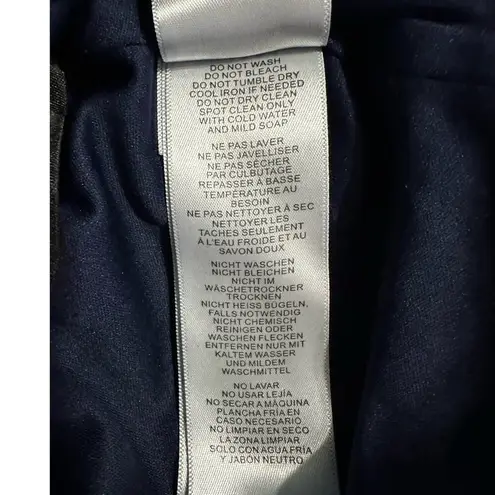 DO NOT WASH
DO NOT BLEACH
DO NOT TUMBLE DRY
COOL IRON IF NEEDED
DO NOT DRY CLEAN
SPOT CLEAN ONLY
WITH COLD WATER
AND MILD SOAP
NE PAS LAVER
NE PAS JAVELLISER
NE PAS SÉCHER
PAR CULBUTAGE
REPASSER À BASSE
TEMPÉRATURE AU
BESOIN
NE PAS NETTOYER À SEC
NETTOYER LES
TACHES SEULEMENT
À L'EAU FROIDE ET AU
SAVON DOUX
NICHT WASCHEN
NICHT BLEICHEN
NICHT IM
WÄSCHETROCKNER
TROCKNEN
NICHT HEISS BÜGELN,
FALLS NOTWENDIG
NICHT CHEMISCH
REINIGEN ODER
WASCHEN FLECKEN
ENTFERNEN NUR MIT
KALTEM WASSER
UND MILDEM
WASCHMITTEL
NO LAVAR
NO USAR LEJÍA
NO SECAR A MÁQUINA
PLANCHA FRÍA EN
CASO NECESARIO
NO LIMPIAR EN SECO
LA ZONA LIMPIAR
SOLO CON AGUA FRÍA
Y JABÓN NEUTRO